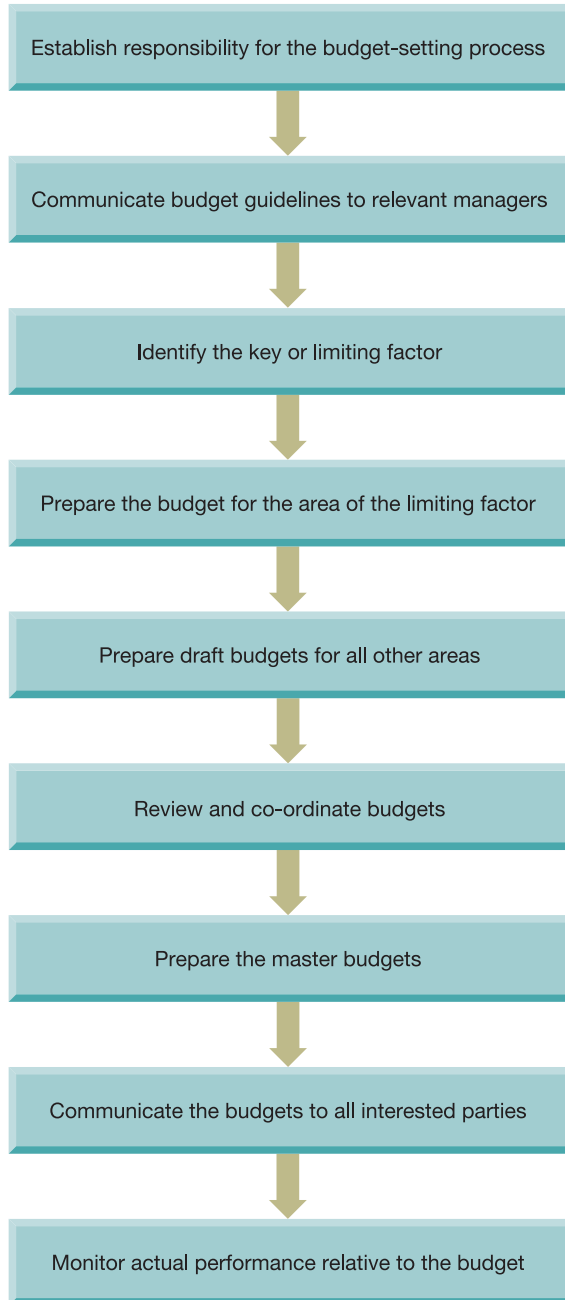 Establish responsibility for the budget-setting process
Communicate budget guidelines to relevant managers
Identify the key or limiting factor
Prepare the budget for the area of the limiting factor
Prepare draft budgets for all other areas
Review and co-ordinate budgets
Prepare the master budgets
Communicate the budgets to all interested parties
Monitor actual performance relative to the budget